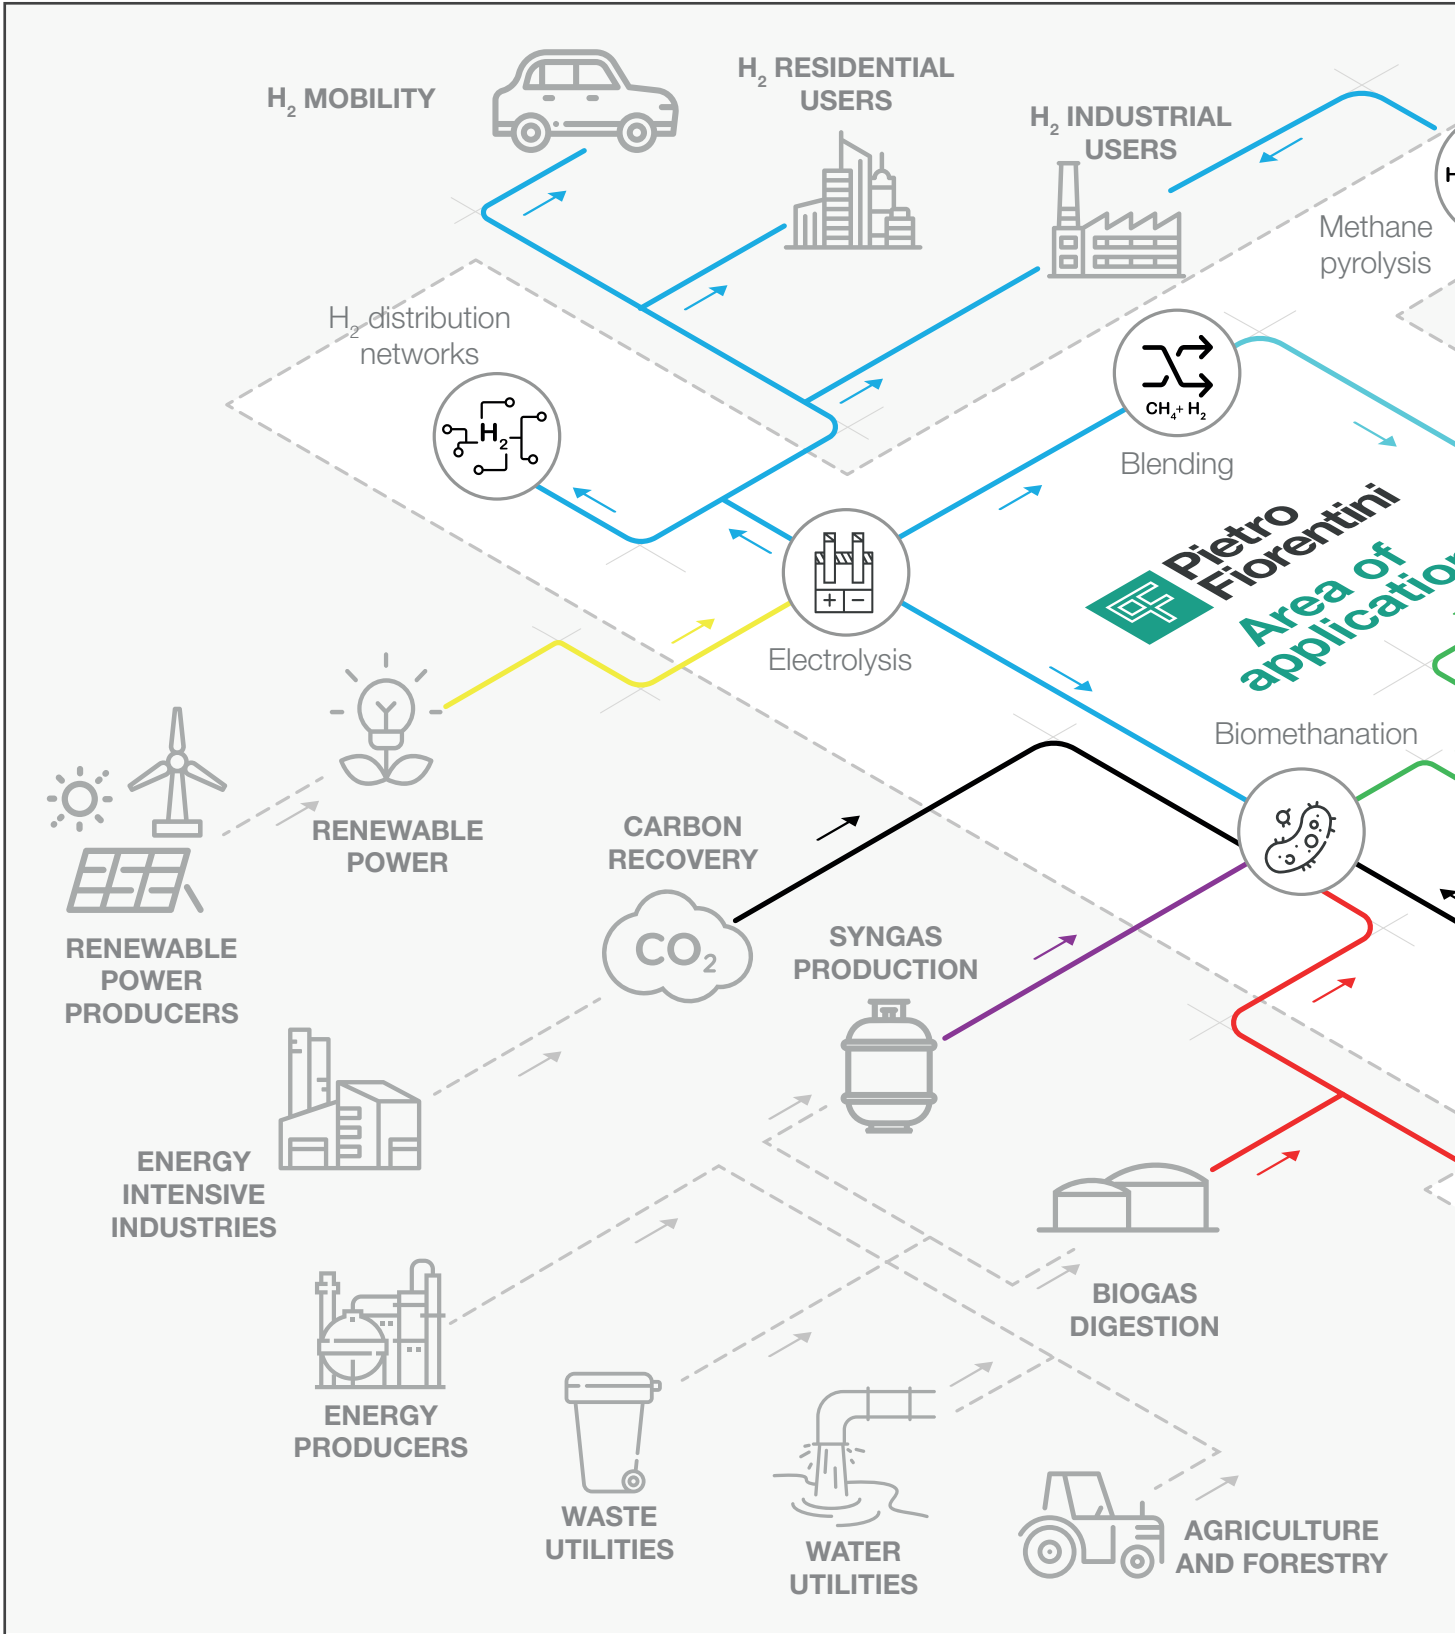 H₂ MOBILITY
H₂ RESIDENTIAL
USERS
H₂ INDUSTRIAL
USERS
Methane
pyrolysis
H
H₂ distribution
networks
H₂
CH₄+ H₂
Blending
Pietro
Fiorentini
Area of
application
+ −
Electrolysis
Biomethanation
RENEWABLE
POWER
CARBON
RECOVERY
CO₂
RENEWABLE
POWER
PRODUCERS
SYNGAS
PRODUCTION
ENERGY
INTENSIVE
INDUSTRIES
BIOGAS
DIGESTION
ENERGY
PRODUCERS
WASTE
UTILITIES
WATER
UTILITIES
AGRICULTURE
AND FORESTRY